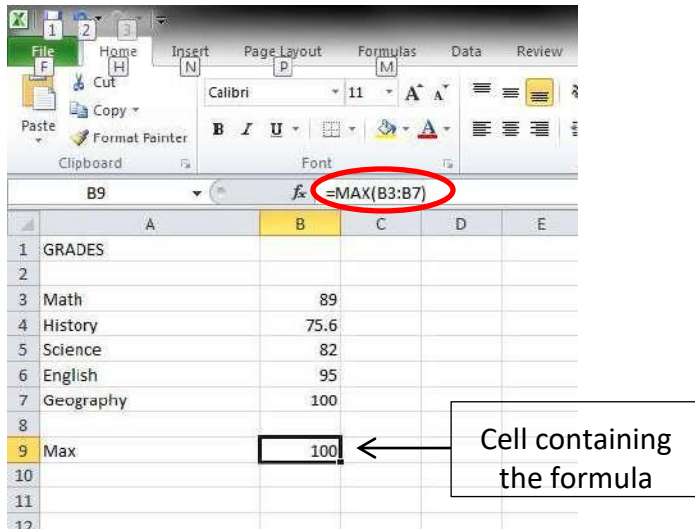 1 2 3
File Home Insert Page Layout Formulas Data Review
F H N P M
Cut
Calibri 11 A A
Copy
Paste
Format Painter
B I U A
Clipboard Font
B9 fx =MAX(B3:B7)
A B C D E
1 GRADES
2
3 Math 89
4 History 75.6
5 Science 82
6 English 95
7 Geography 100
8
9 Max 100
10
11
12
Cell containing
the formula